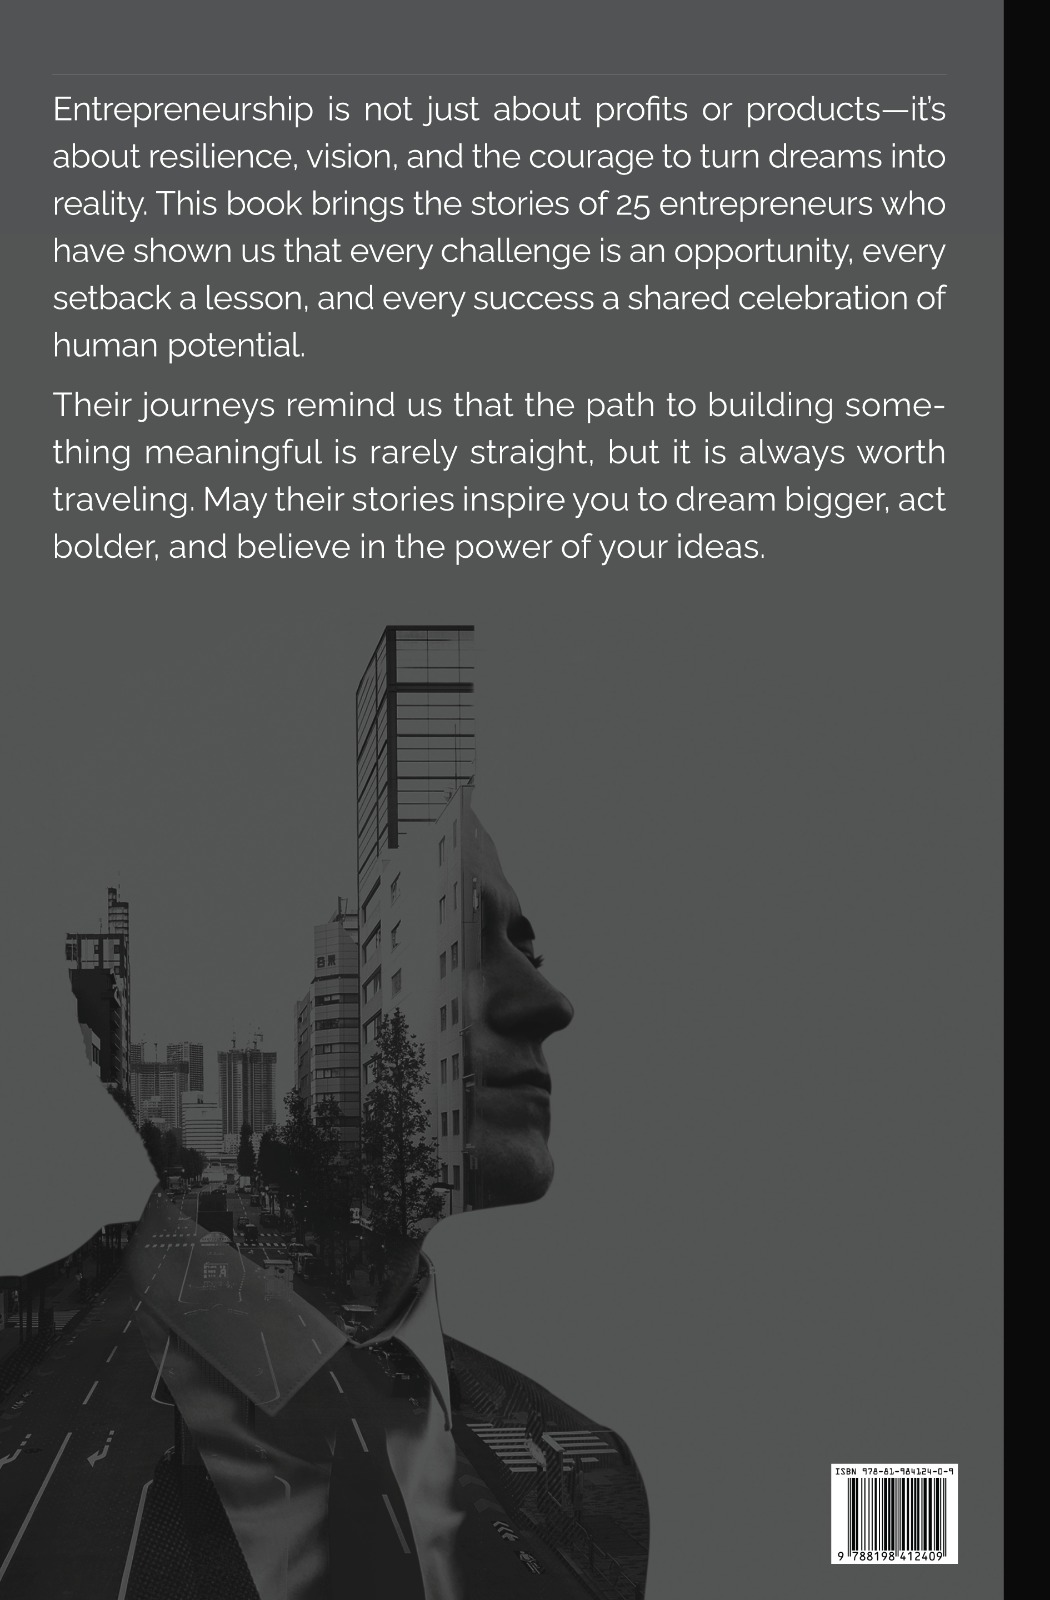 Entrepreneurship is not just about profits or products—it’s
about resilience, vision, and the courage to turn dreams into
reality. This book brings the stories of 25 entrepreneurs who
have shown us that every challenge is an opportunity, every
setback a lesson, and every success a shared celebration of
human potential.
Their journeys remind us that the path to building some-
thing meaningful is rarely straight, but it is always worth
traveling. May their stories inspire you to dream bigger, act
bolder, and believe in the power of your ideas.
ISBN 978-81-984124-0-9
9 788198 412409